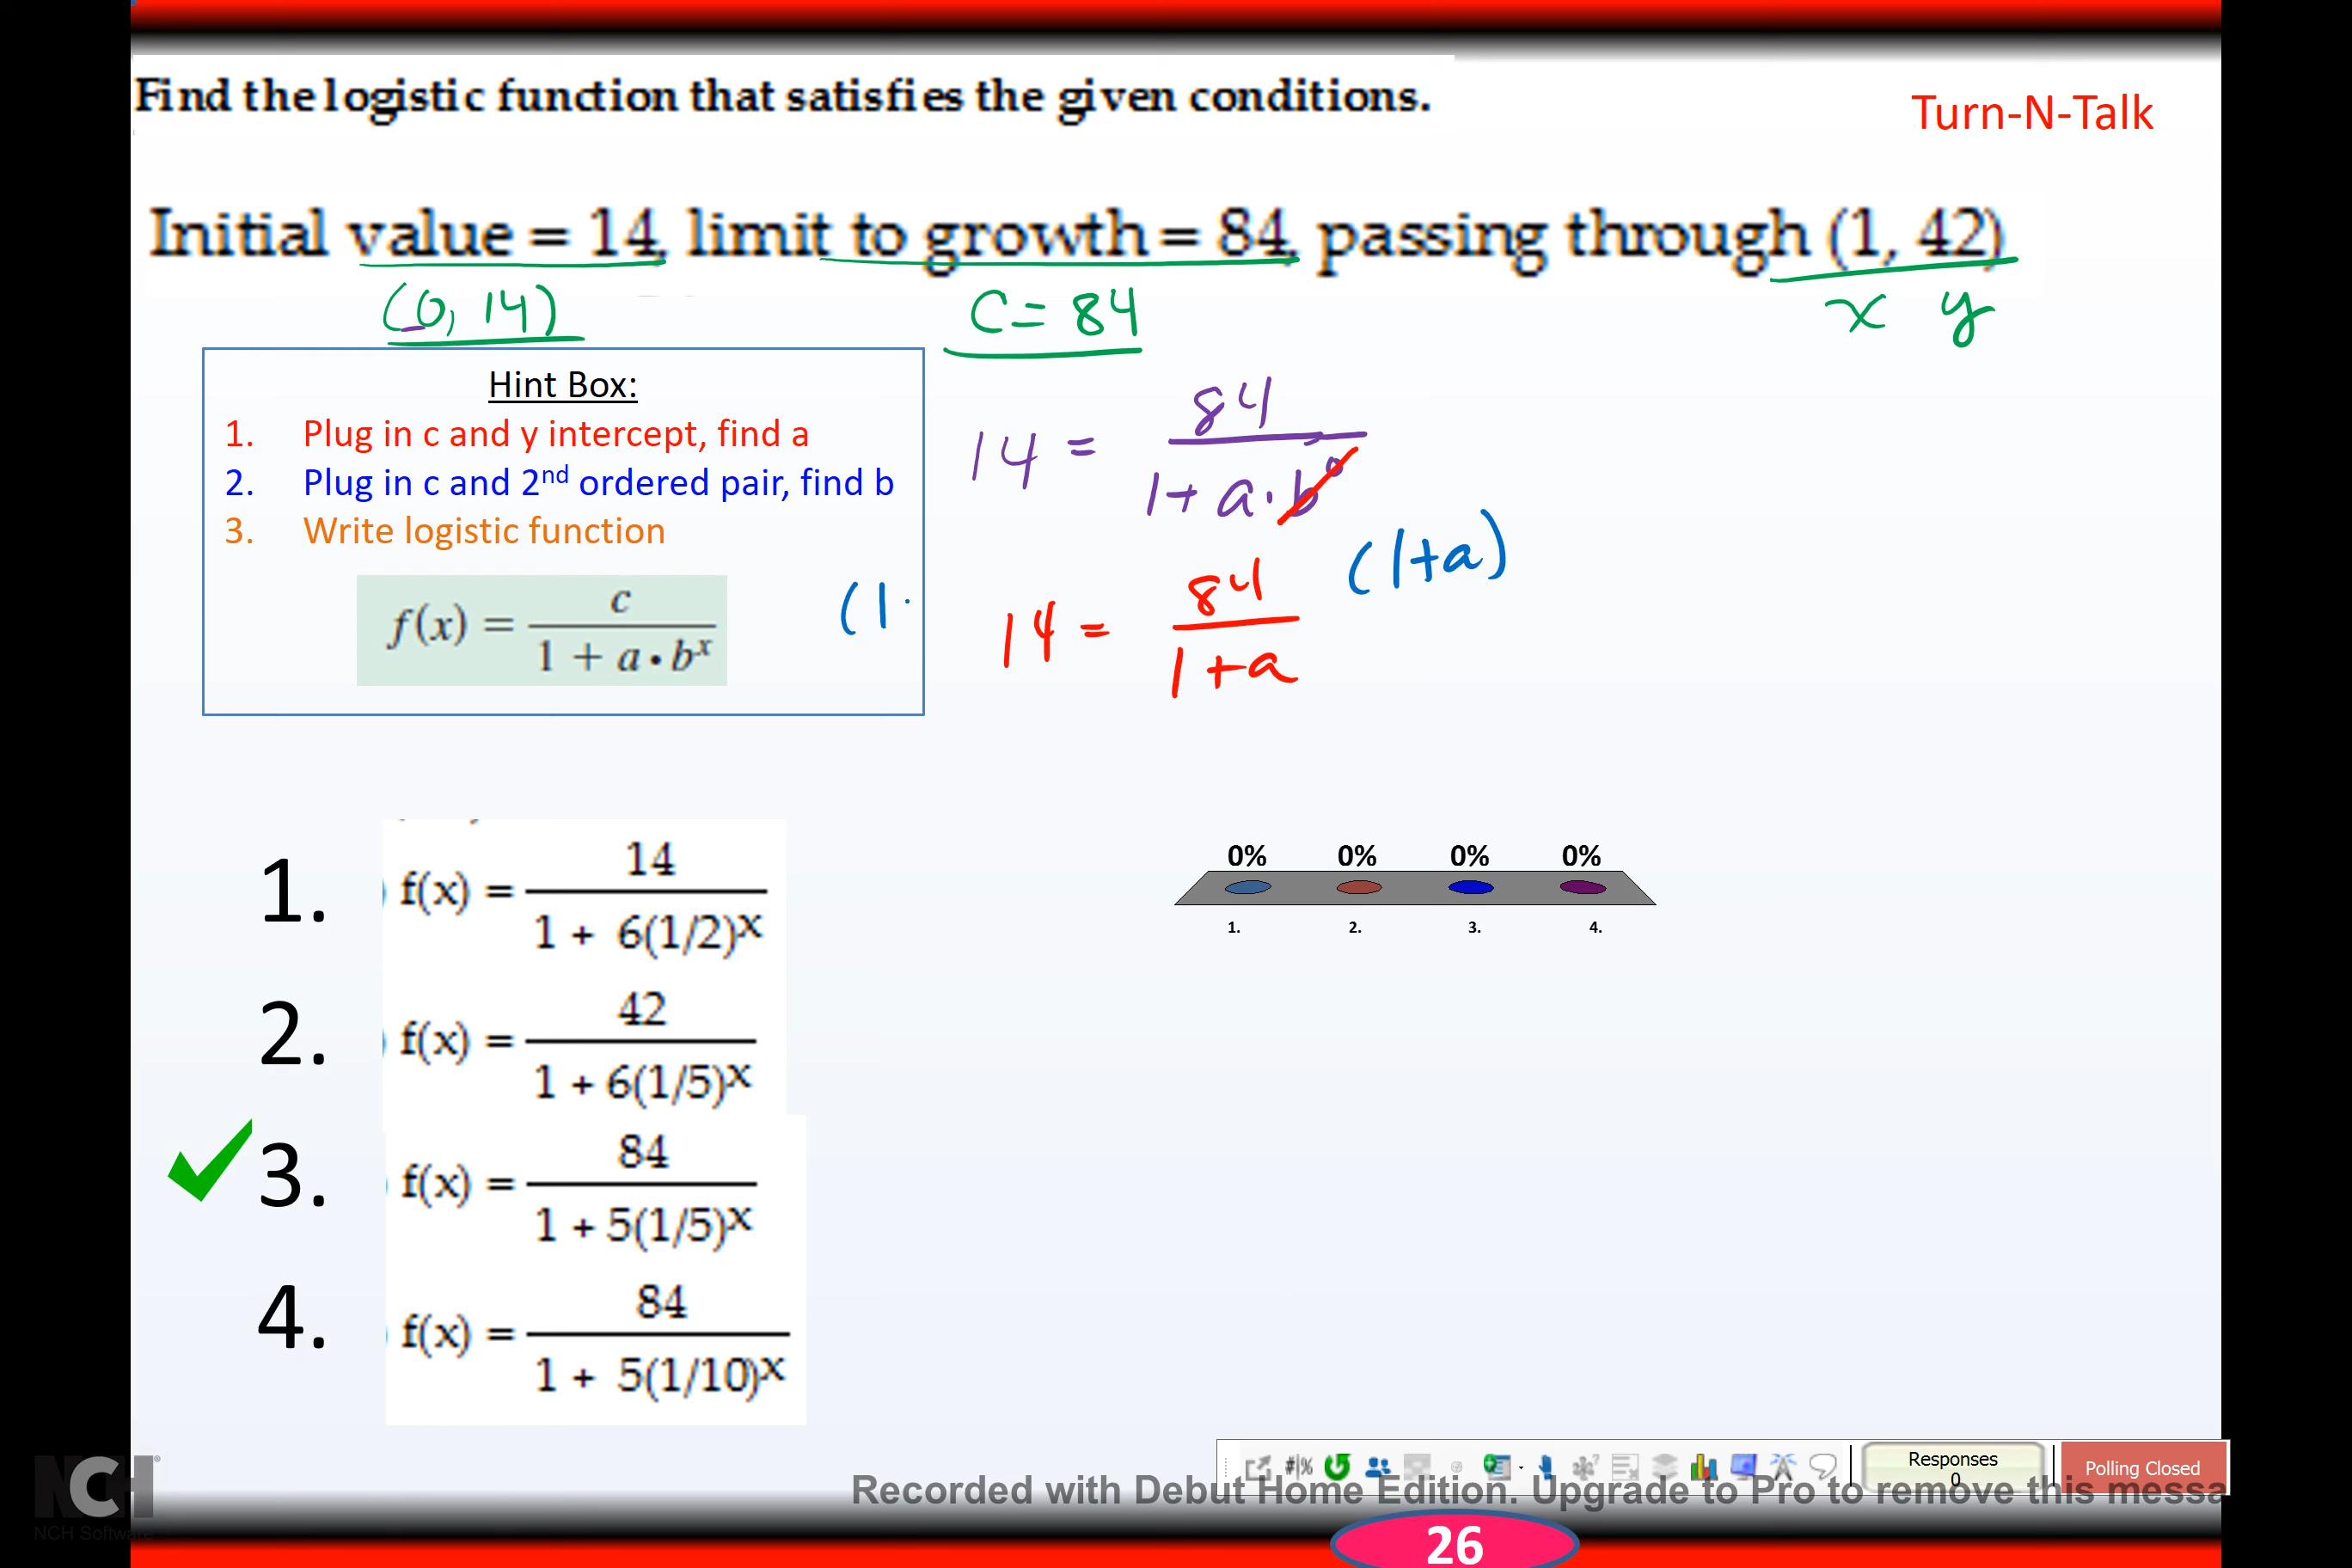 Find the logistic function that satisfies the given conditions.
Turn-N-Talk
Initial value = 14, limit to growth = 84, passing through (1, 42)
(0, 14)
C = 84
x y
Hint Box:
1. Plug in c and y intercept, find a
2. Plug in c and 2nd ordered pair, find b
3. Write logistic function
f(x) = c / (1 + a • b^x)
14 = 84 / (1 + a · b^0)
(1
14 = 84 / (1+a) (1+a)
1. f(x) = 14 / (1 + 6(1/2)^x)
2. f(x) = 42 / (1 + 6(1/5)^x)
3. f(x) = 84 / (1 + 5(1/5)^x)
4. f(x) = 84 / (1 + 5(1/10)^x)
0% 0% 0% 0%
1. 2. 3. 4.
#|%
Responses
0
Polling Closed
Recorded with Debut Home Edition. Upgrade to Pro to remove this messa
NCH
NCH Software
26